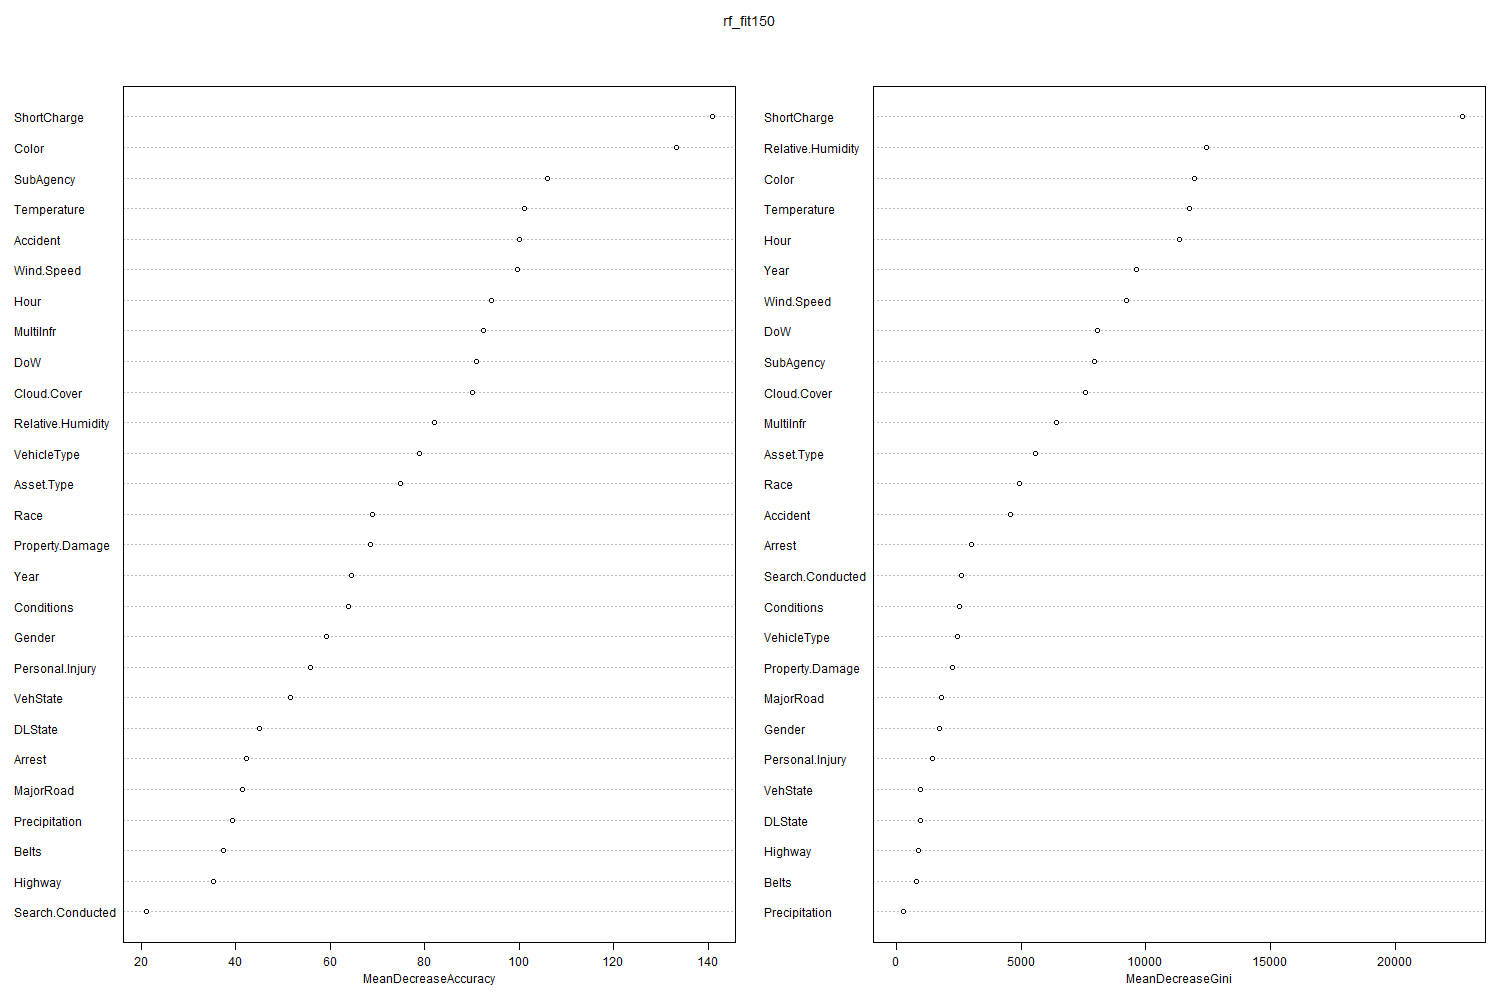 rf_fit150
ShortCharge
Color
SubAgency
Temperature
Accident
Wind.Speed
Hour
MultiInfr
DoW
Cloud.Cover
Relative.Humidity
VehicleType
Asset.Type
Race
Property.Damage
Year
Conditions
Gender
Personal.Injury
VehState
DLState
Arrest
MajorRoad
Precipitation
Belts
Highway
Search.Conducted
20 40 60 80 100 120 140
MeanDecreaseAccuracy
ShortCharge
Relative.Humidity
Color
Temperature
Hour
Year
Wind.Speed
DoW
SubAgency
Cloud.Cover
MultiInfr
Asset.Type
Race
Accident
Arrest
Search.Conducted
Conditions
VehicleType
Property.Damage
MajorRoad
Gender
Personal.Injury
VehState
DLState
Highway
Belts
Precipitation
0 5000 10000 15000 20000
MeanDecreaseGini